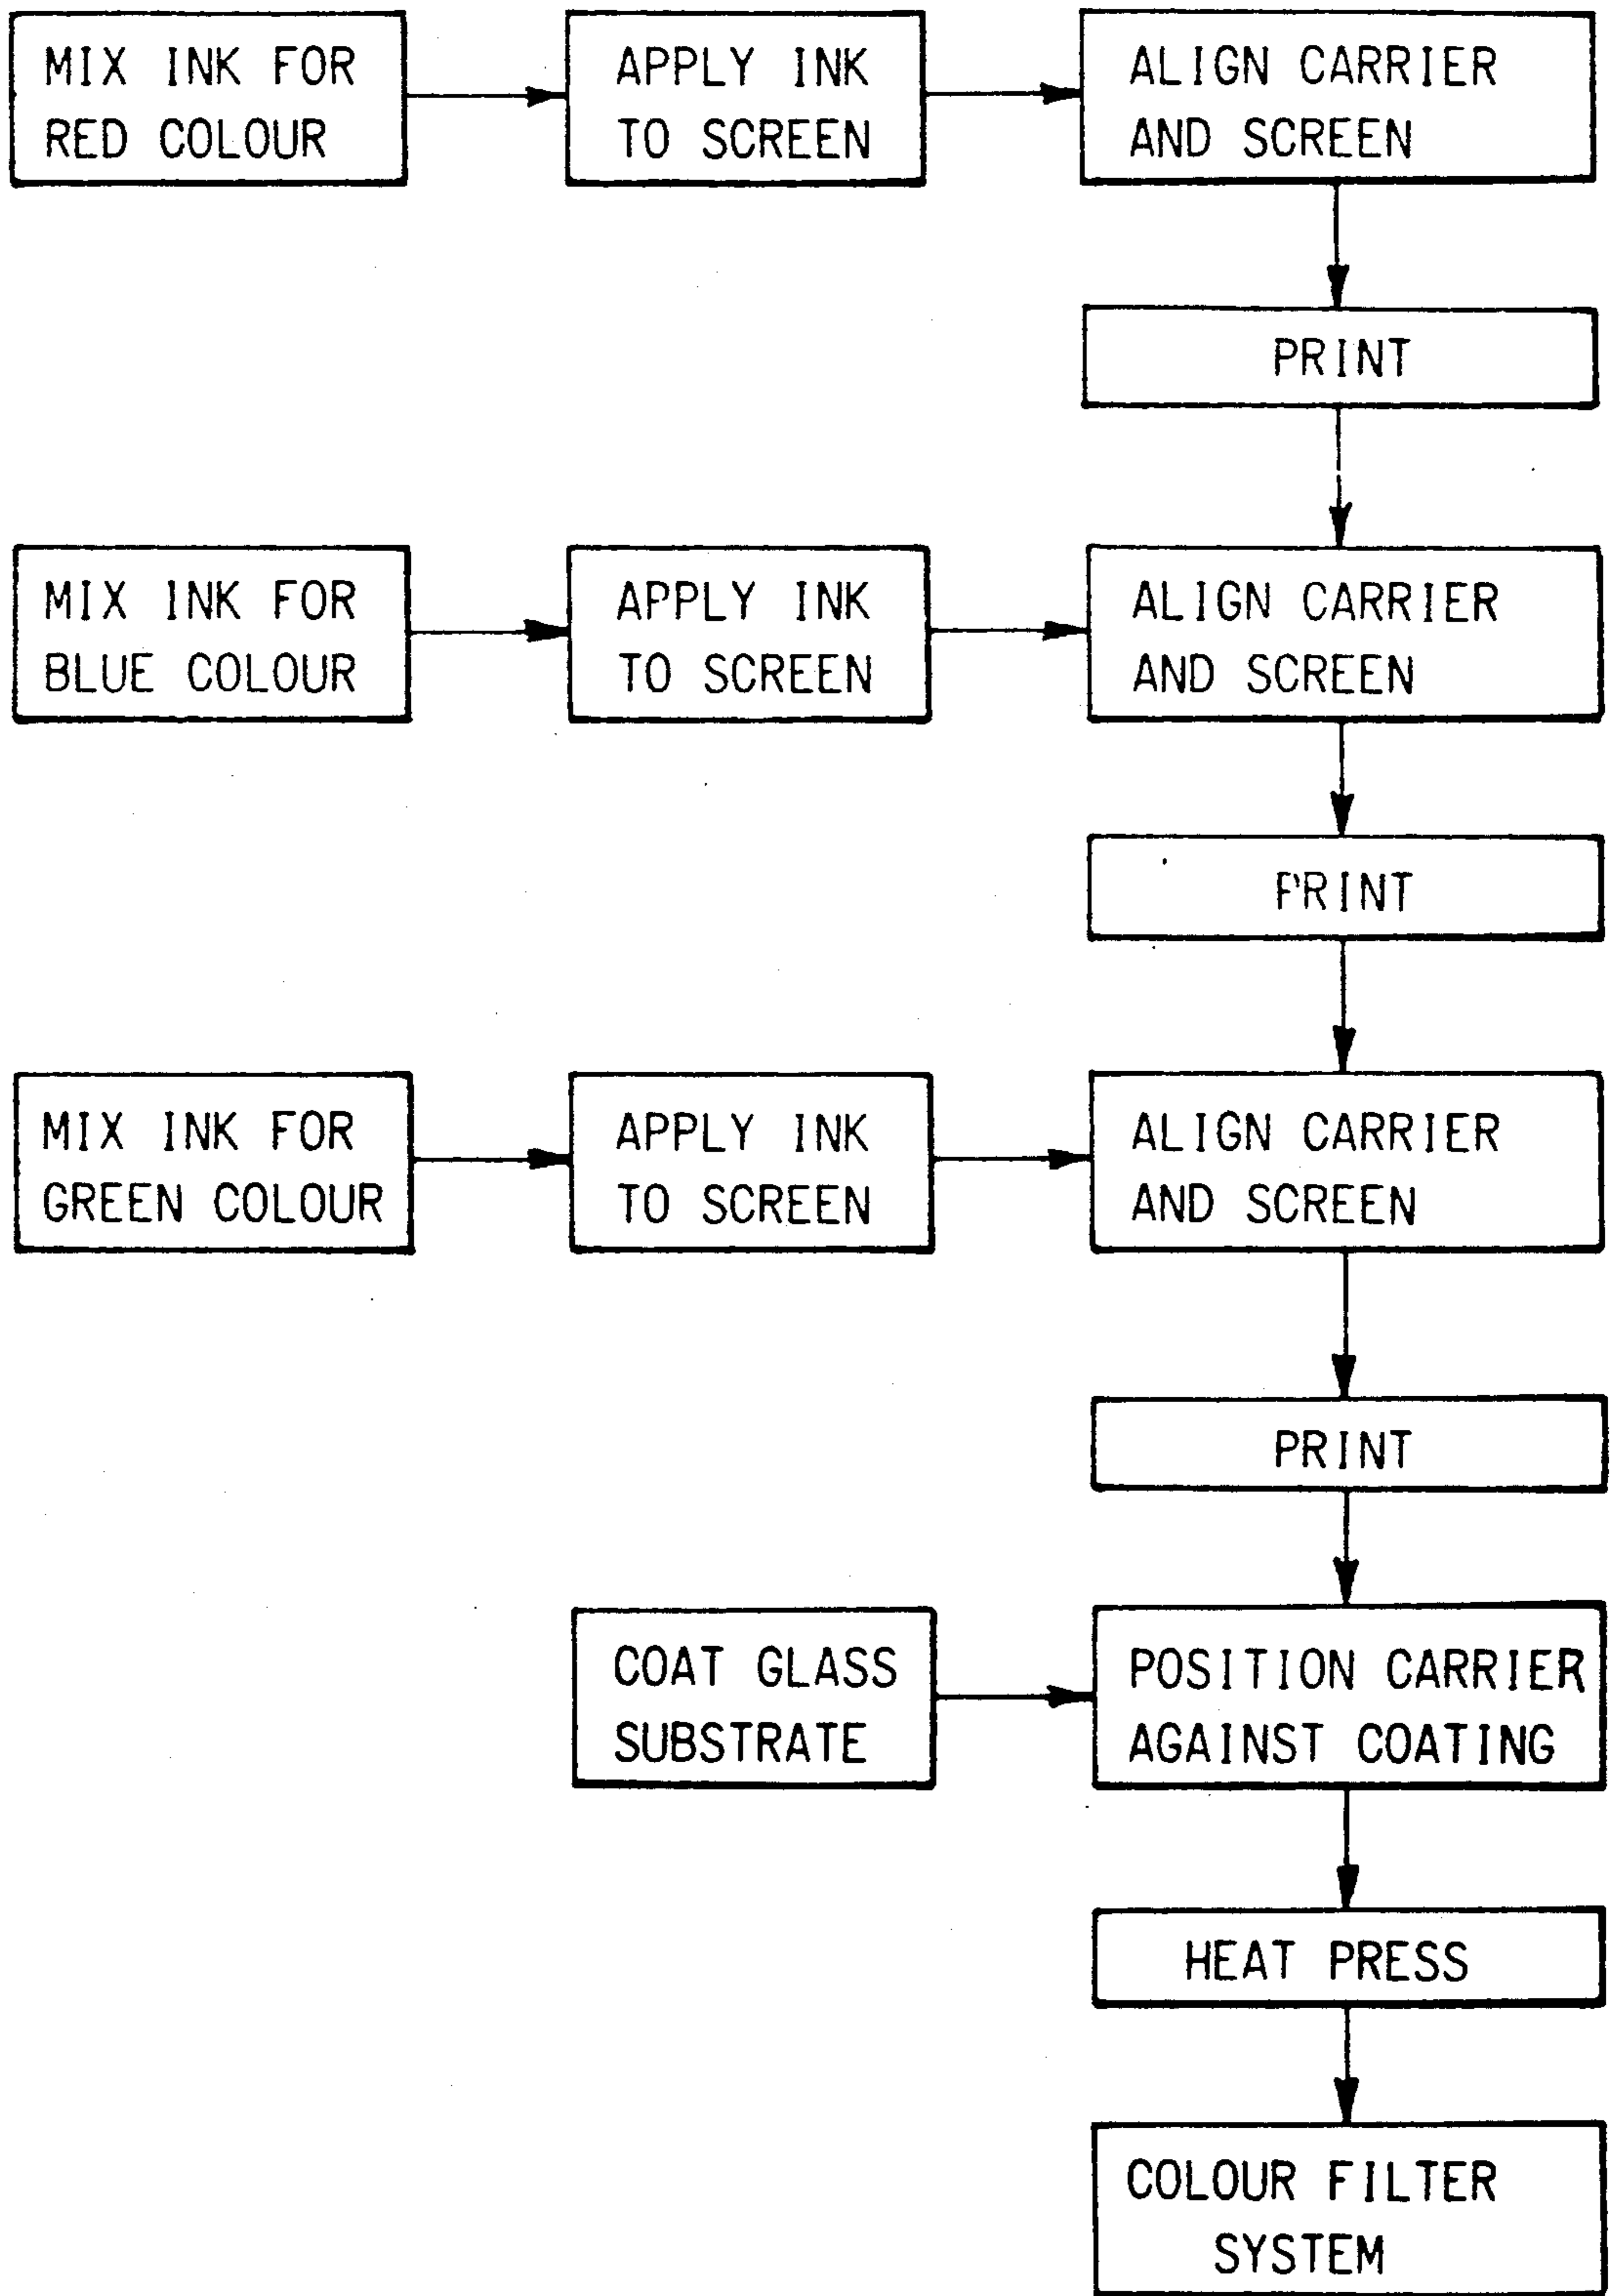 MIX INK FOR
RED COLOUR
APPLY INK
TO SCREEN
ALIGN CARRIER
AND SCREEN
PRINT
MIX INK FOR
BLUE COLOUR
APPLY INK
TO SCREEN
ALIGN CARRIER
AND SCREEN
PRINT
MIX INK FOR
GREEN COLOUR
APPLY INK
TO SCREEN
ALIGN CARRIER
AND SCREEN
PRINT
COAT GLASS
SUBSTRATE
POSITION CARRIER
AGAINST COATING
HEAT PRESS
COLOUR FILTER
SYSTEM